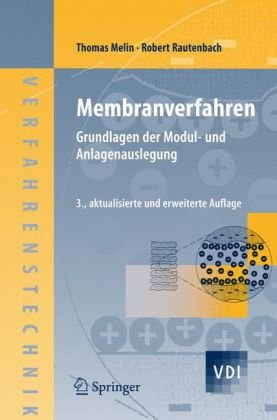 Thomas Melin · Robert Rautenbach
VERFAHRENSTECHNIK
Membranverfahren
Grundlagen der Modul- und
Anlagenauslegung
3., aktualisierte und erweiterte Auflage
Springer
VDI